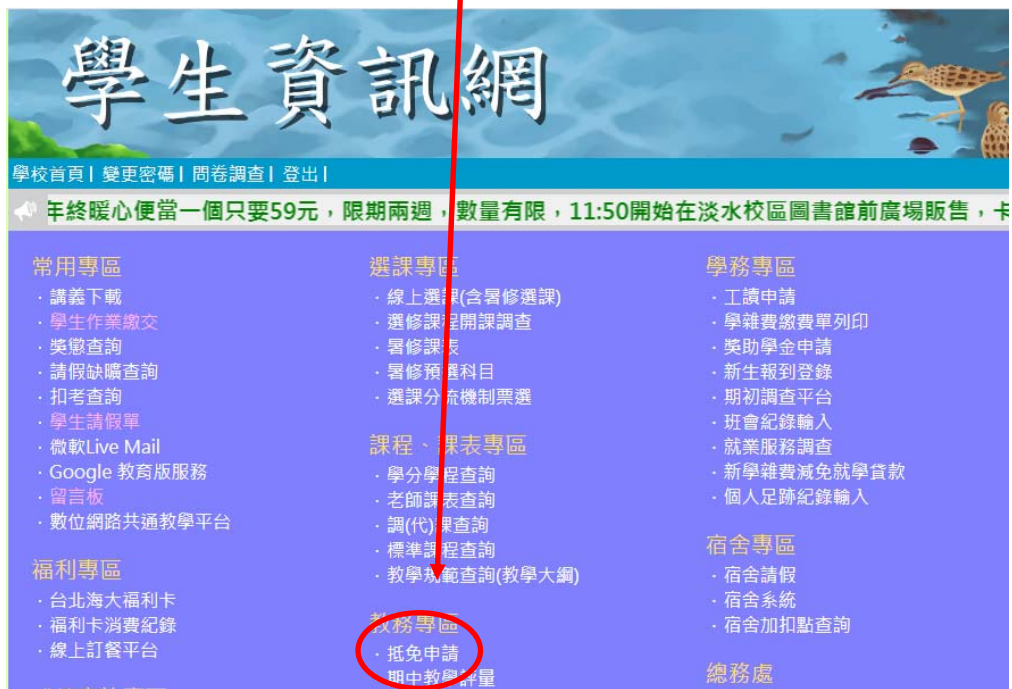 學生資訊網
學校首頁| 變更密碼| 問卷調查| 登出|
年終暖心便當一個只要59元，限期兩週，數量有限，11:50開始在淡水校區圖書館前廣場販售，卡
常用專區
· 講義下載
· 學生作業繳交
· 獎懲查詢
· 請假缺曠查詢
· 扣考查詢
· 學生請假單
· 微軟Live Mail
· Google 教育版服務
· 留言板
· 數位網路共通教學平台
福利專區
· 台北海大福利卡
· 福利卡消費紀錄
· 線上訂餐平台
選課專區
· 線上選課(含暑修選課)
· 選修課程開課調查
· 暑修課表
· 暑修預選科目
· 選課分流機制票選
課程、課表專區
· 學分學程查詢
· 老師課表查詢
· 調(代)課查詢
· 標準課程查詢
· 教學規範查詢(教學大綱)
教務專區
· 抵免申請
· 期中教學評量
學務專區
· 工讀申請
· 學雜費繳費單列印
· 獎助學金申請
· 新生報到登錄
· 期初調查平台
· 班會紀錄輸入
· 就業服務調查
· 新學雜費減免就學貸款
· 個人足跡紀錄輸入
宿舍專區
· 宿舍請假
· 宿舍系統
· 宿舍加扣點查詢
總務處